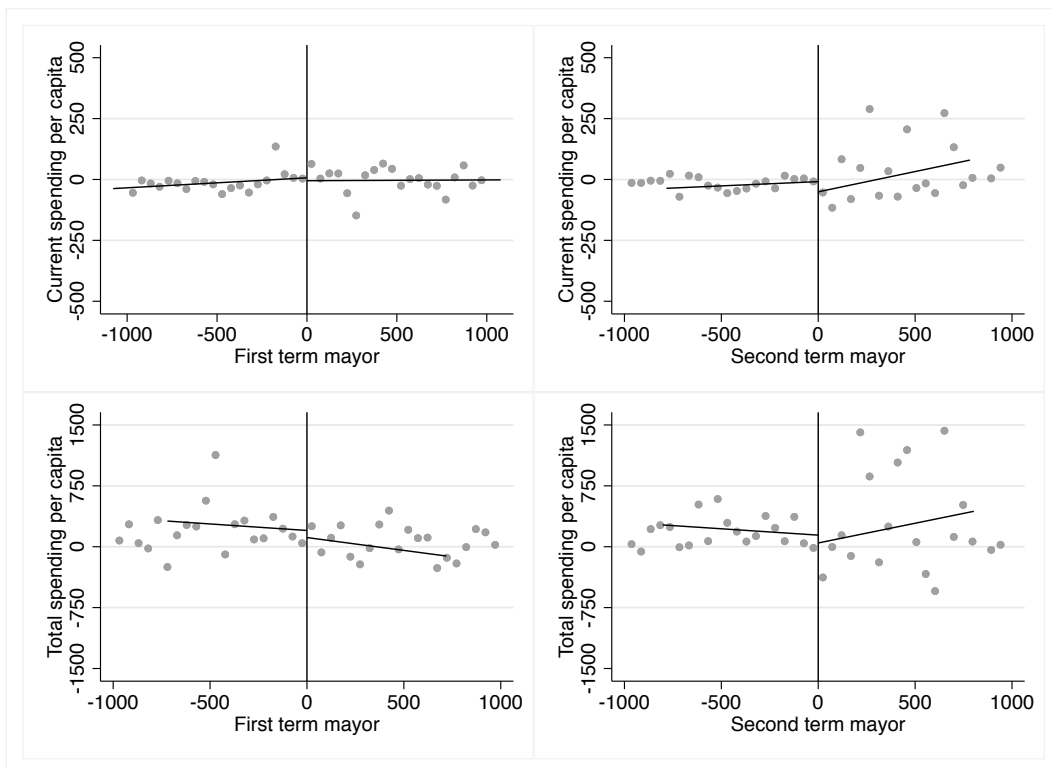 Current spending per capita
500
250
0
-250
-500
-1000 -500 0 500 1000
First term mayor
Current spending per capita
500
250
0
-250
-500
-1000 -500 0 500 1000
Second term mayor
Total spending per capita
1500
750
0
-750
-1500
-1000 -500 0 500 1000
First term mayor
Total spending per capita
1500
750
0
-750
-1500
-1000 -500 0 500 1000
Second term mayor